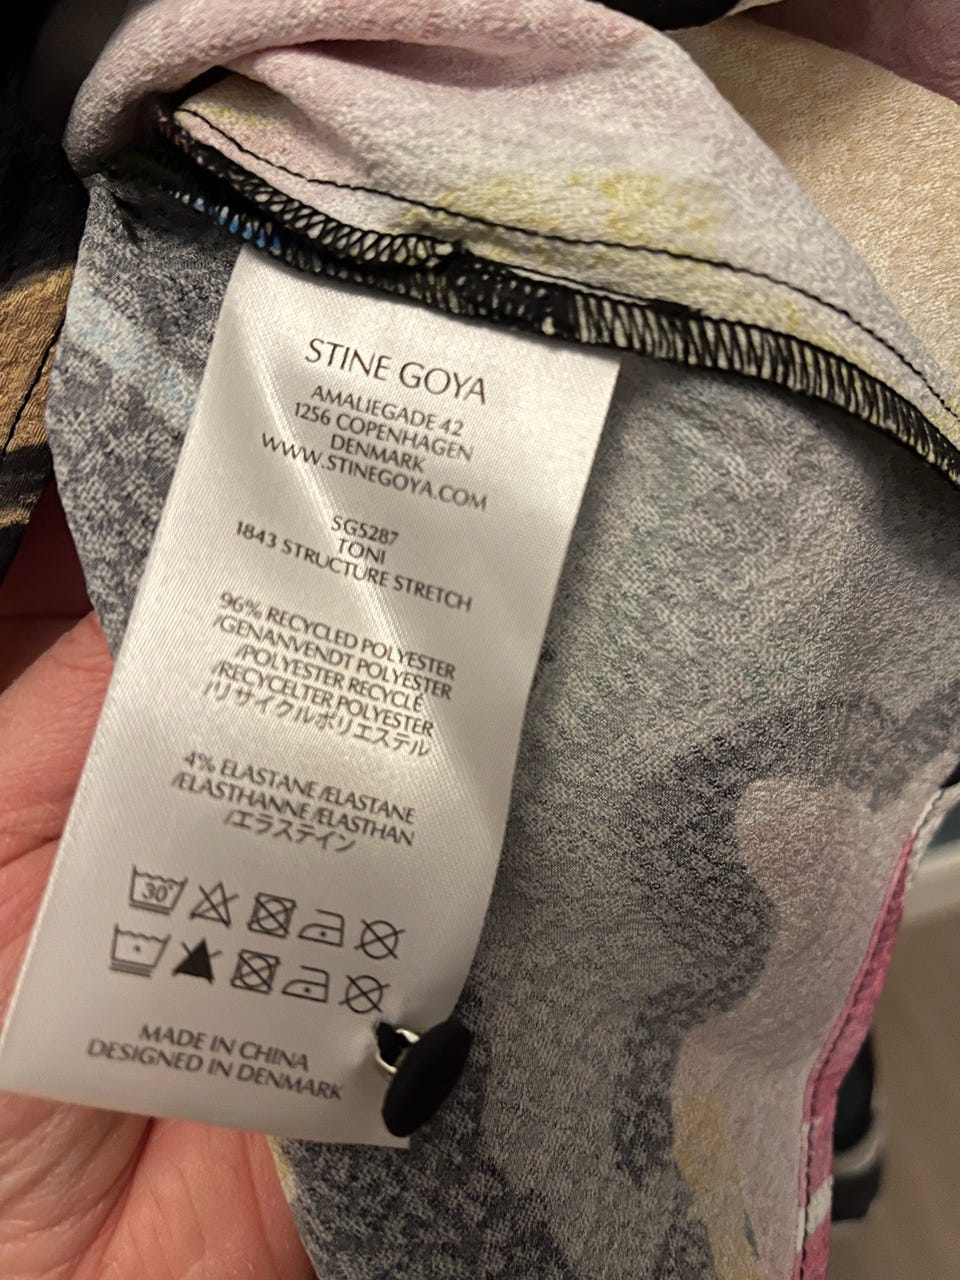 STINE GOYA
AMALIEGADE 42
1256 COPENHAGEN
DENMARK
WWW.STINEGOYA.COM
SG5287
TONI
1843 STRUCTURE STRETCH
96% RECYCLED POLYESTER
/GENANVENDT POLYESTER
/POLYESTER RECYCLÉ
/RECYCELTER POLYESTER
/リサイクルポリエステル
4% ELASTANE /ELASTANE
/ELASTHANNE /ELASTHAN
/エラステイン
30°
MADE IN CHINA
DESIGNED IN DENMARK